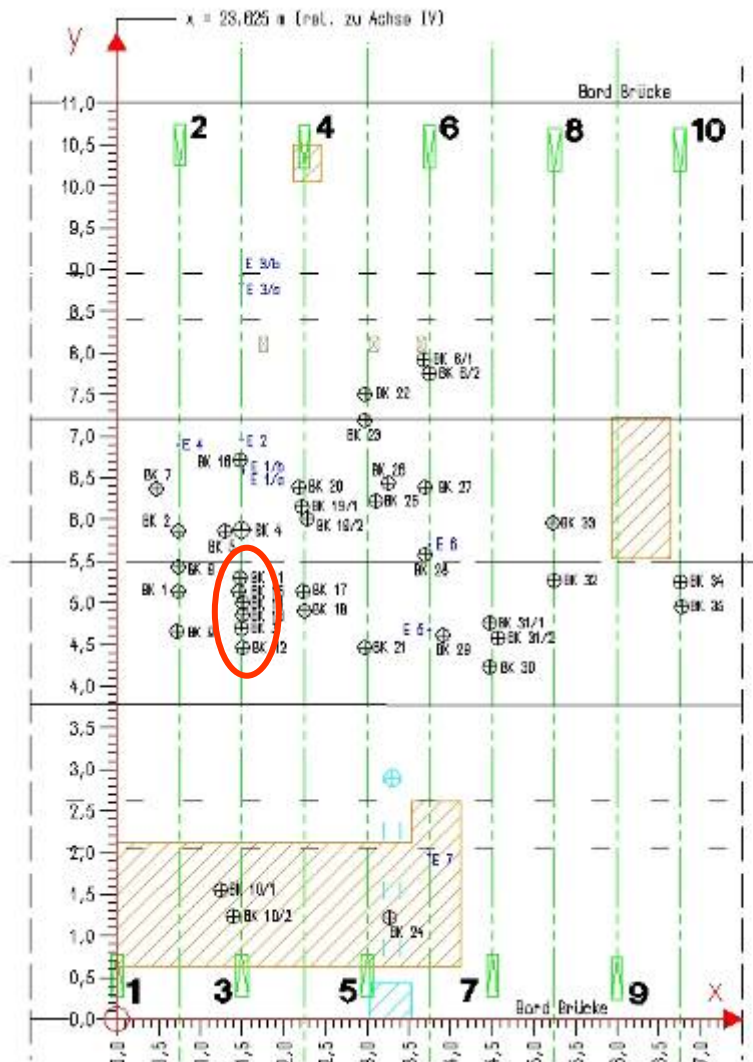 x = 23,625 m (rel. zu Achse IV)
y
Bord Brücke
11,0
2 4 6 8 10
10,5
10,0
9,5
E 3/b
9,0
E 3/a
8,5
8,0
BK 6/1
BK 6/2
7,5
BK 22
BK 23
7,0
E 4 E 2
BK 16
E 1/b
BK 7
E 1/a
6,5
BK 20 BK 26 BK 27
BK 19/1 BK 25
6,0
BK 2 BK 4 BK 19/2 BK 33
E 6
5,5
BK 28
BK 1 BK 17 BK 32 BK 34
5,0
BK 18 BK 35
BK 31/1
4,5
E 5 BK 31/2
BK 12 BK 21 BK 29
BK 30
4,0
3,5
3,0
2,5
2,0
E 7
1,5
BK 10/1
BK 10/2
1,0
BK 24
0,5
1 3 5 7 9
x
Bord Brücke
0,0